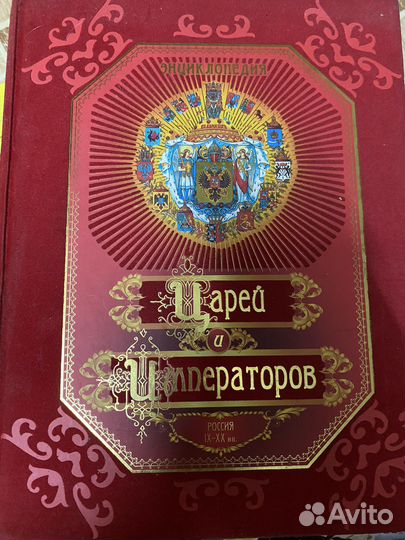 ЭНЦИКЛОПЕДИЯ
Царей
и
Императоров
РОССИЯ
IX-XX вв.
Avito